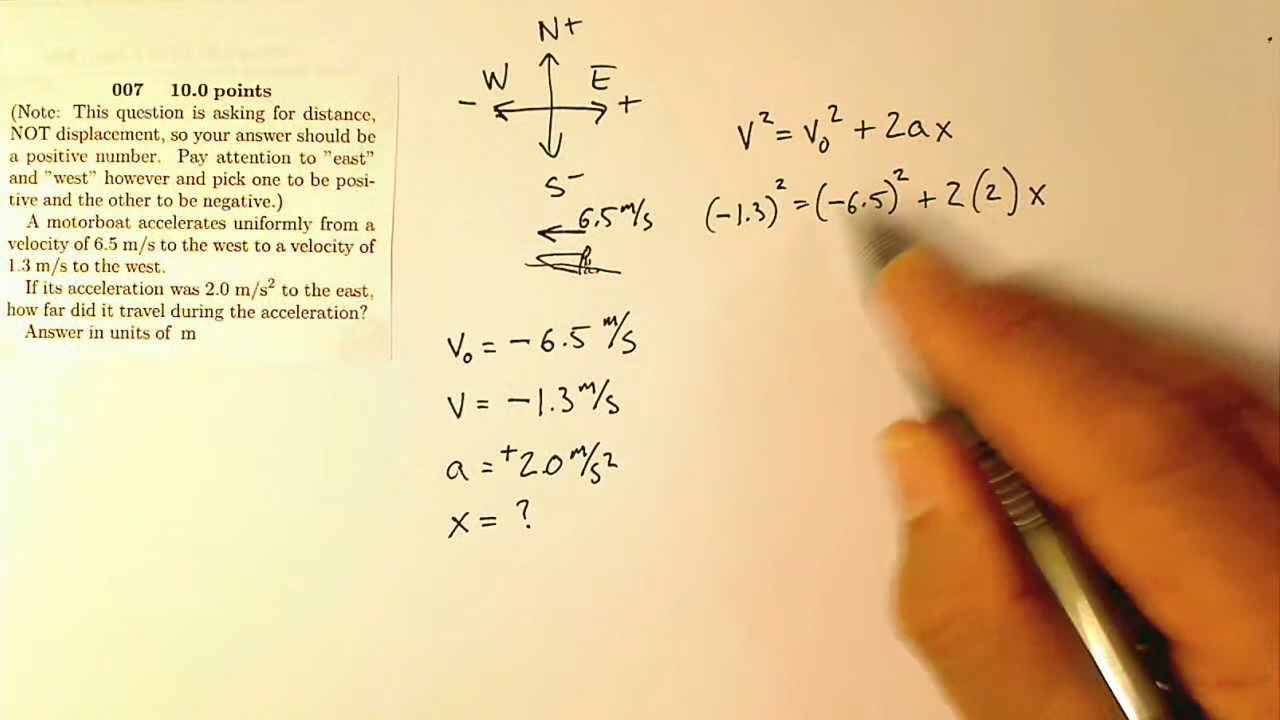 007 10.0 points
(Note: This question is asking for distance,
NOT displacement, so your answer should be
a positive number. Pay attention to "east"
and "west" however and pick one to be posi-
tive and the other to be negative.)
A motorboat accelerates uniformly from a
velocity of 6.5 m/s to the west to a velocity of
1.3 m/s to the west.
If its acceleration was 2.0 m/s² to the east,
how far did it travel during the acceleration?
Answer in units of m
N+
W E
- +
S-
6.5 m/s
V₀ = -6.5 m/s
V = -1.3 m/s
a = +2.0 m/s²
x = ?
V² = V₀² + 2ax
(-1.3)² = (-6.5)² + 2(2)x